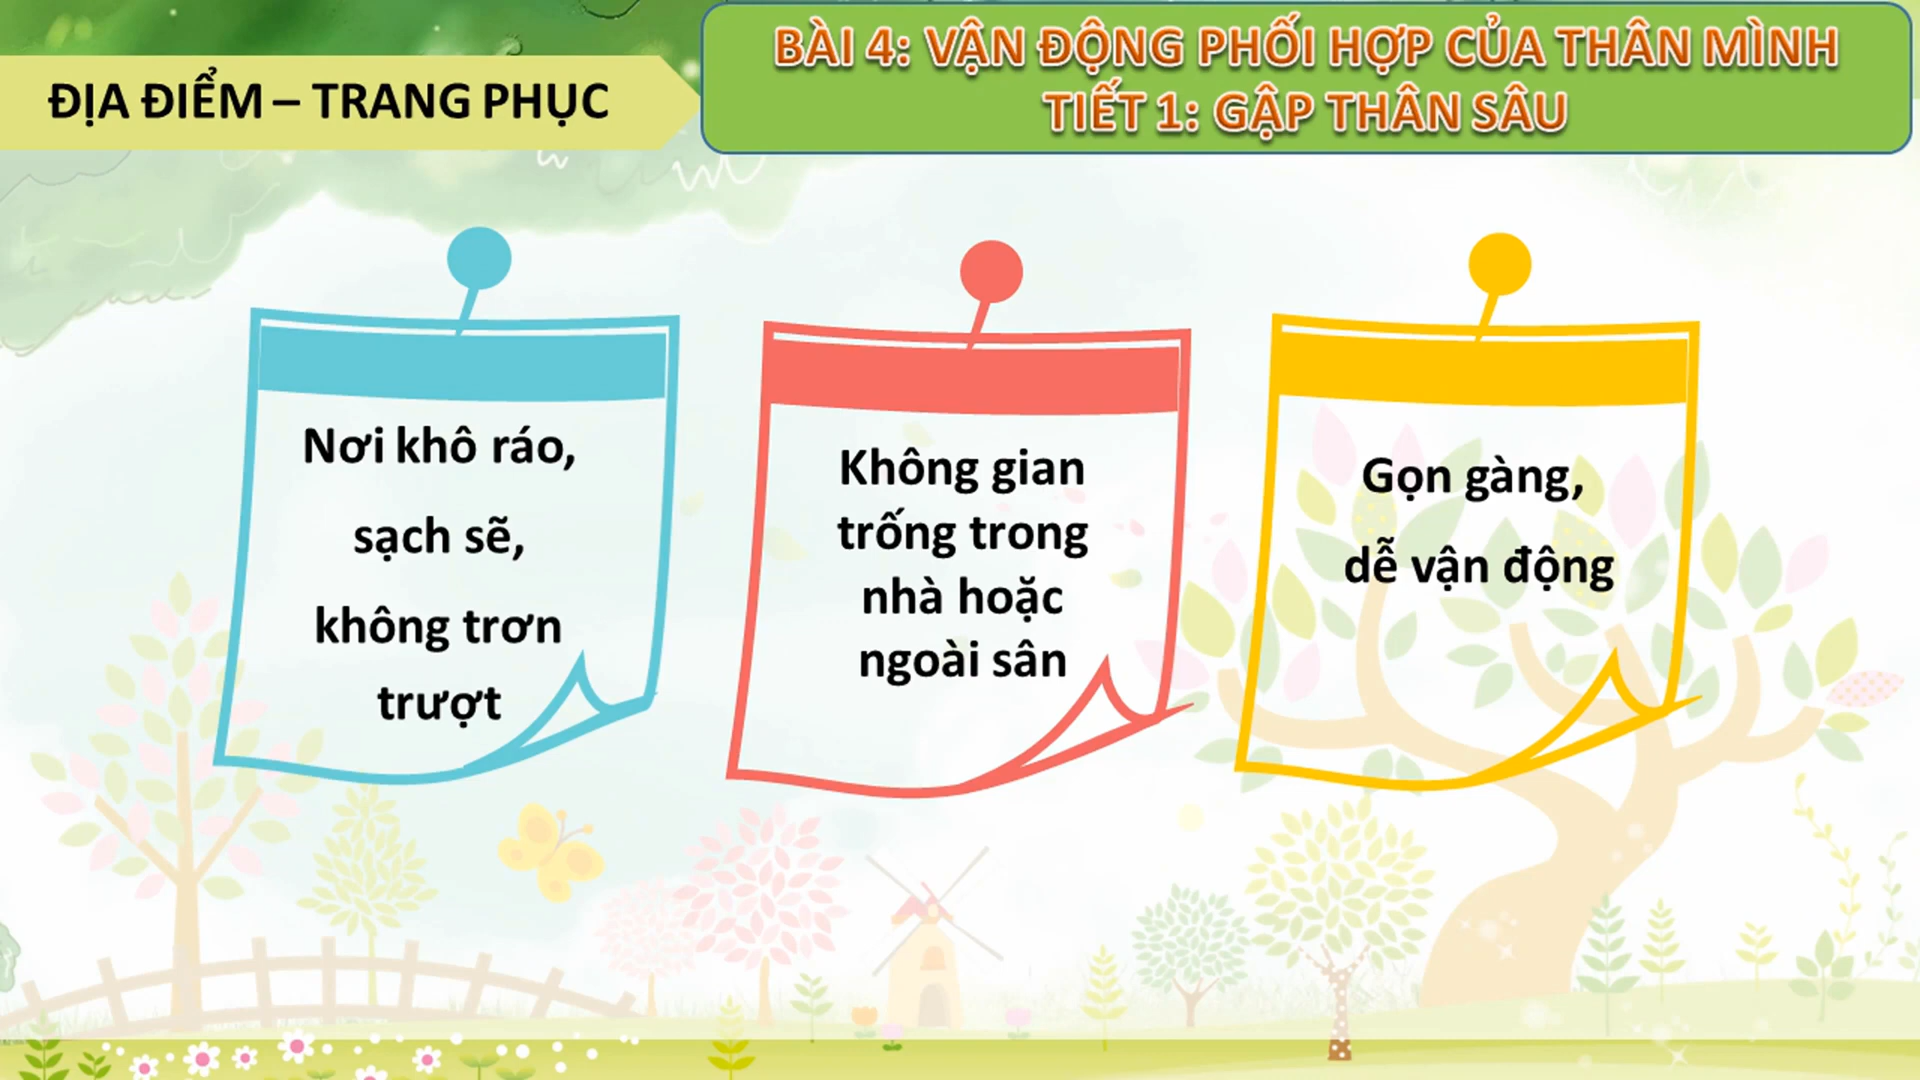 ĐỊA ĐIỂM – TRANG PHỤC
BÀI 4: VẬN ĐỘNG PHỐI HỢP CỦA THÂN MÌNH
TIẾT 1: GẬP THÂN SÂU
Nơi khô ráo,
sạch sẽ,
không trơn
trượt
Không gian
trống trong
nhà hoặc
ngoài sân
Gọn gàng,
dễ vận động